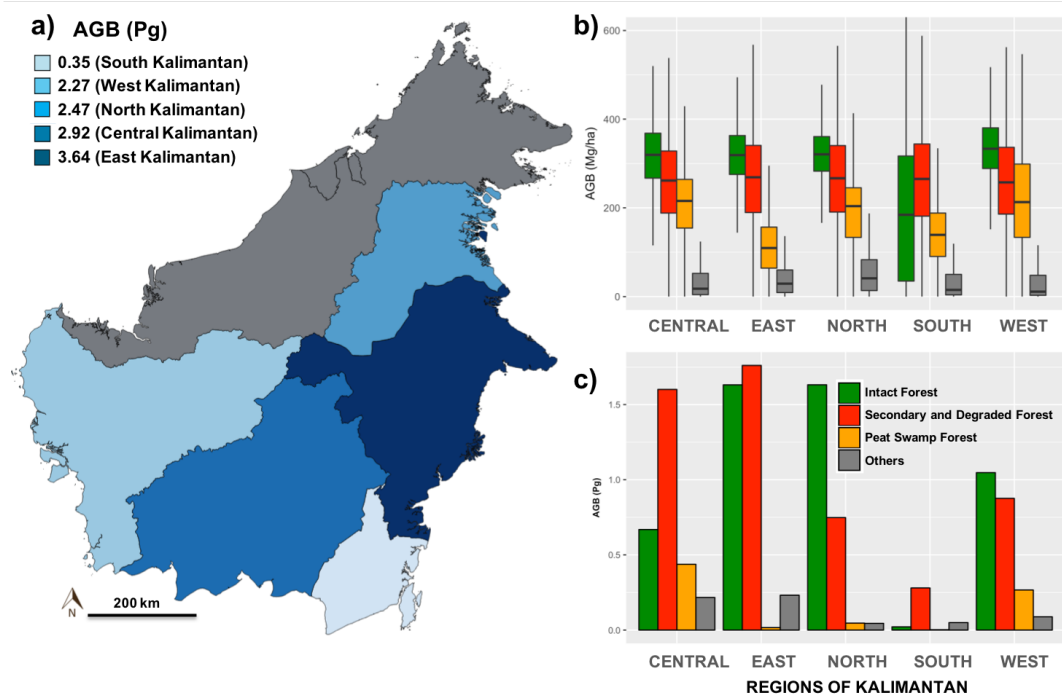 a) AGB (Pg)
0.35 (South Kalimantan)
2.27 (West Kalimantan)
2.47 (North Kalimantan)
2.92 (Central Kalimantan)
3.64 (East Kalimantan)
N
200 km
b)
AGB (Mg/ha)
600
400
200
0
CENTRAL EAST NORTH SOUTH WEST
c)
AGB (Pg)
1.5
1.0
0.5
0.0
Intact Forest
Secondary and Degraded Forest
Peat Swamp Forest
Others
CENTRAL EAST NORTH SOUTH WEST
REGIONS OF KALIMANTAN